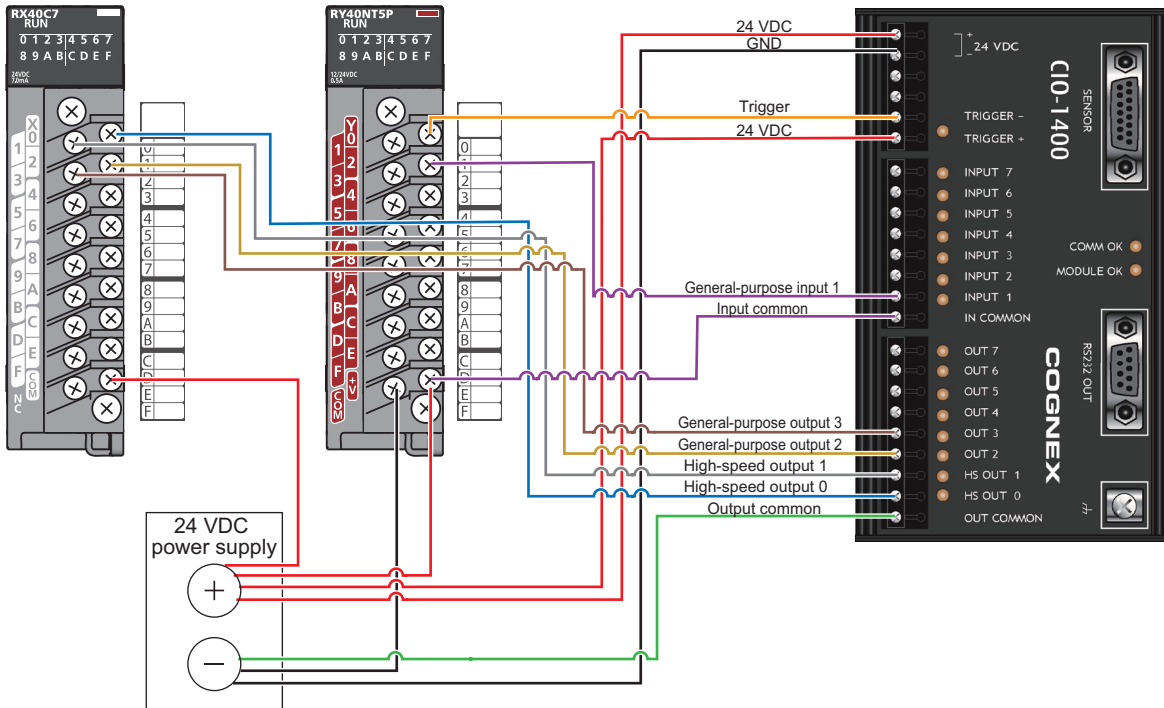 RX40C7
RUN
0 1 2 3 4 5 6 7
8 9 A B C D E F
24VDC
7.0mA
X
0
1
2
3
4
5
6
7
8
9
A
B
C
D
E
F
COM
NC
0
1
2
3
4
5
6
7
8
9
A
B
C
D
E
F
RY40NT5P
RUN
0 1 2 3 4 5 6 7
8 9 A B C D E F
12/24VDC
0.5A
Y
0
1
2
3
4
5
6
7
8
9
A
B
C
D
E
F
+V
COM
0
1
2
3
4
5
6
7
8
9
A
B
C
D
E
F
24 VDC
GND
Trigger
24 VDC
General-purpose input 1
Input common
General-purpose output 3
General-purpose output 2
High-speed output 1
High-speed output 0
Output common
+
24 VDC
-
TRIGGER -
TRIGGER +
INPUT 7
INPUT 6
INPUT 5
INPUT 4
INPUT 3
INPUT 2
INPUT 1
IN COMMON
OUT 7
OUT 6
OUT 5
OUT 4
OUT 3
OUT 2
HS OUT 1
HS OUT 0
OUT COMMON
CIO-1400
SENSOR
COMM OK
MODULE OK
COGNEX
RS232 OUT
24 VDC
power supply
+
−